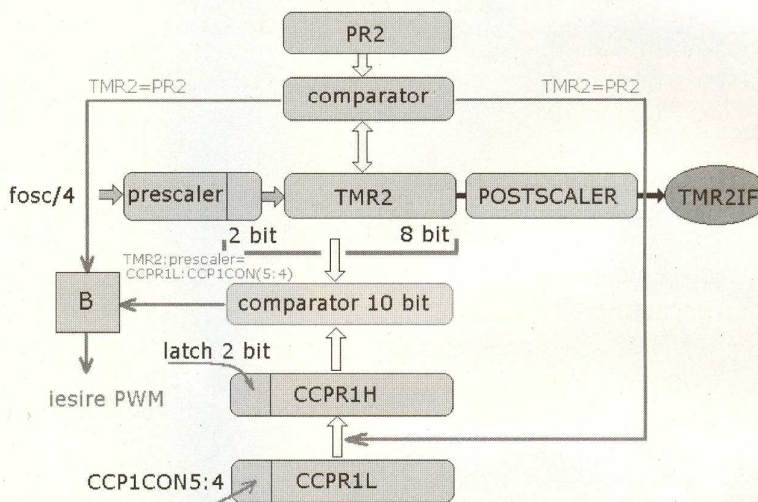 PR2
TMR2=PR2
comparator
TMR2=PR2
fosc/4
prescaler
TMR2
POSTSCALER
TMR2IF
2 bit
8 bit
TMR2:prescaler=
CCPR1L:CCP1CON(5:4)
B
comparator 10 bit
latch 2 bit
iesire PWM
CCPR1H
CCP1CON5:4
CCPR1L